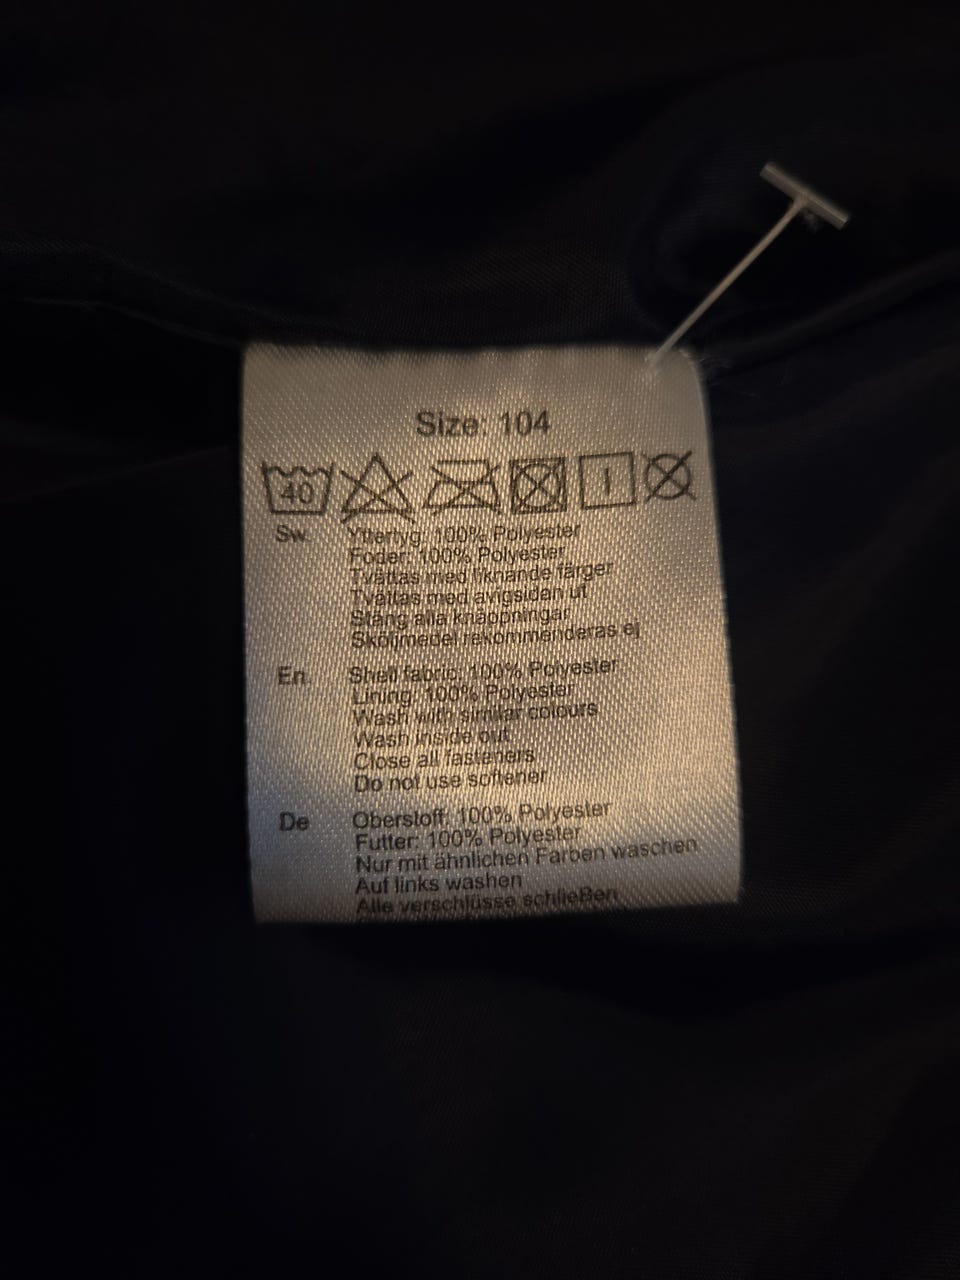 Size: 104
40
Sw. Yttertyg: 100% Polyester
Foder: 100% Polyester
Tvättas med liknande färger
Tvättas med avigsidan ut
Stäng alla knäppningar
Sköljmedel rekommenderas ej
En. Shell fabric: 100% Polyester
Lining: 100% Polyester
Wash with similar colours
Wash inside out
Close all fasteners
Do not use softener
De Oberstoff: 100% Polyester
Futter: 100% Polyester
Nur mit ähnlichen Farben waschen
Auf links washen
Alle verschlüsse schließen